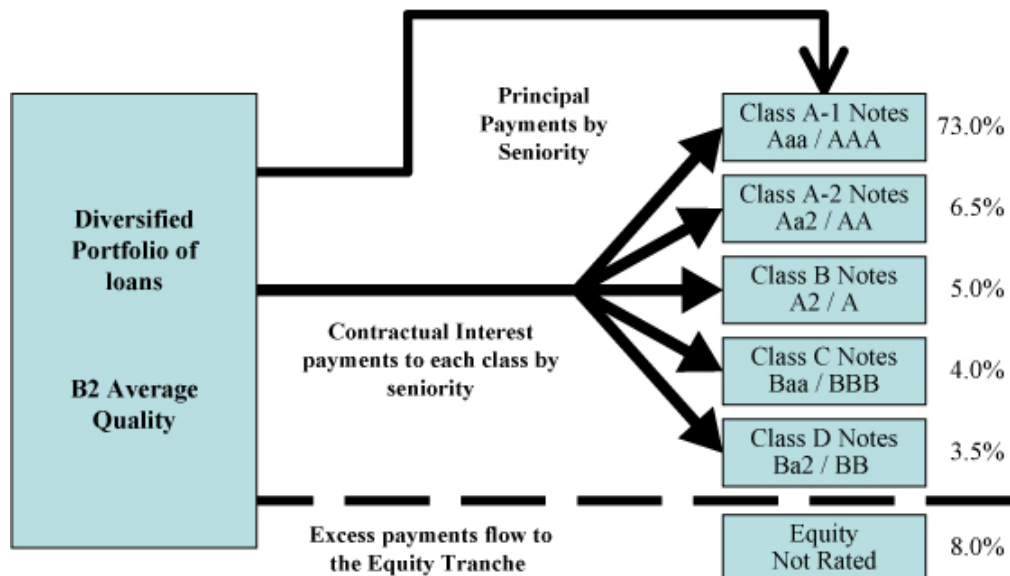 Diversified
Portfolio of
loans
B2 Average
Quality
Principal
Payments by
Seniority
Contractual Interest
payments to each class by
seniority
Excess payments flow to
the Equity Tranche
Class A-1 Notes
Aaa / AAA
73.0%
Class A-2 Notes
Aa2 / AA
6.5%
Class B Notes
A2 / A
5.0%
Class C Notes
Baa / BBB
4.0%
Class D Notes
Ba2 / BB
3.5%
Equity
Not Rated
8.0%